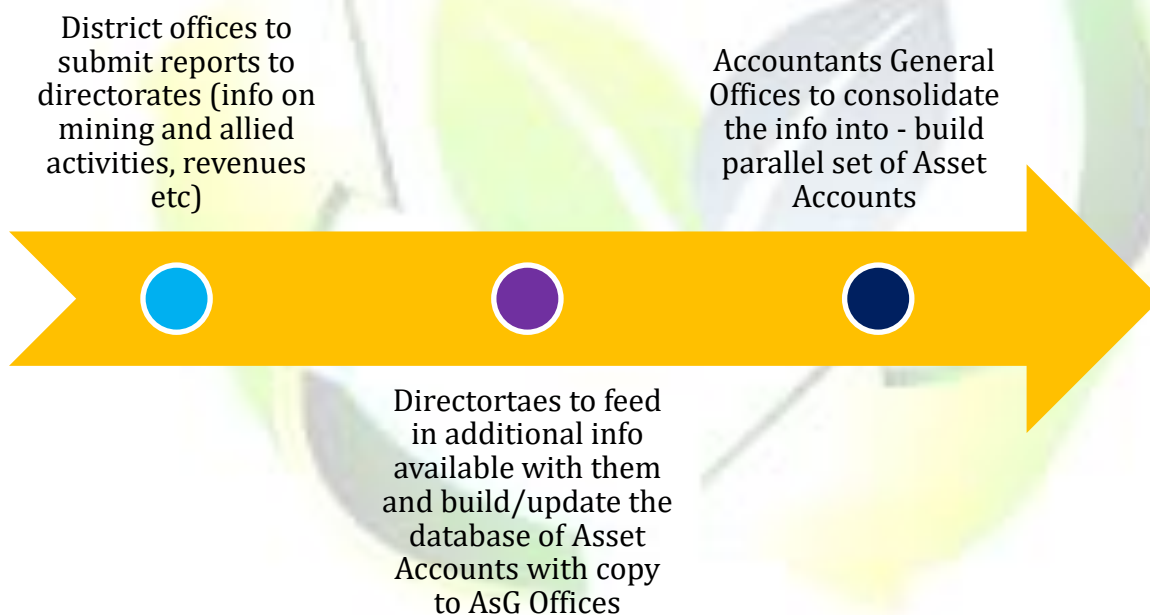 District offices to
submit reports to
directorates (info on
mining and allied
activities, revenues
etc)
Directortaes to feed
in additional info
available with them
and build/update the
database of Asset
Accounts with copy
to AsG Offices
Accountants General
Offices to consolidate
the info into - build
parallel set of Asset
Accounts